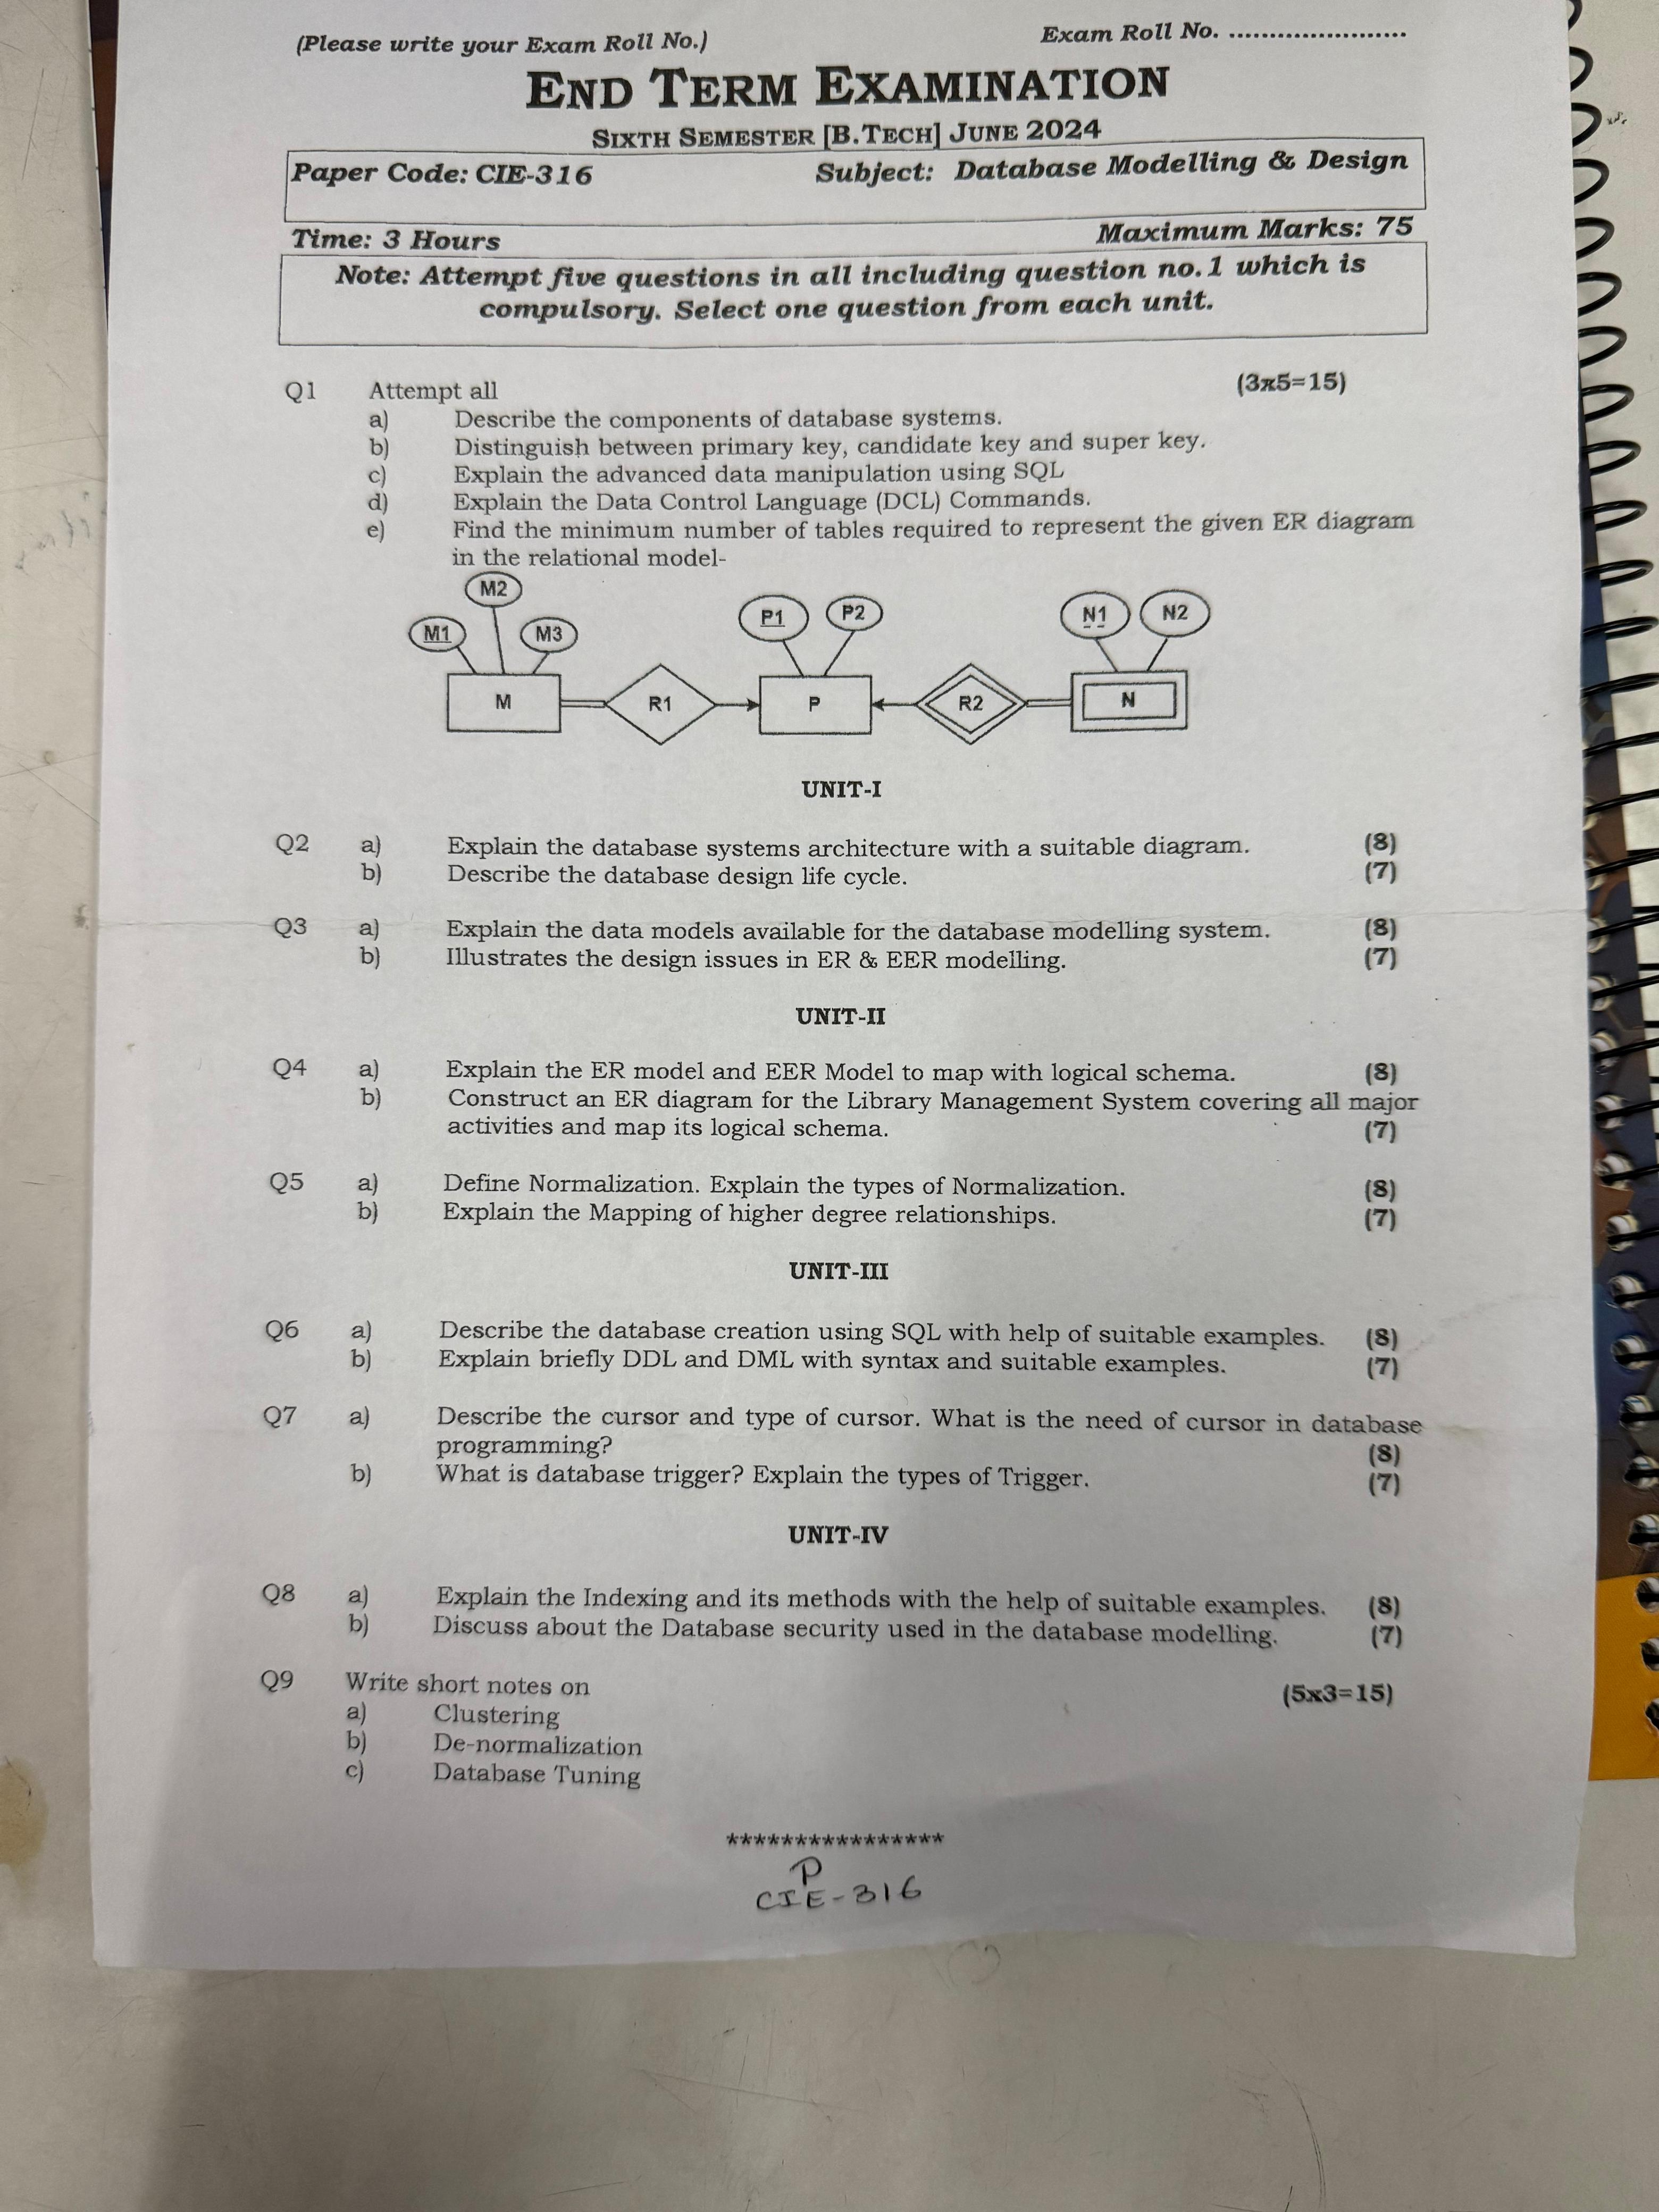 (Please write your Exam Roll No.) Exam Roll No. ......................
END TERM EXAMINATION
SIXTH SEMESTER [B.TECH] JUNE 2024
Paper Code: CIE-316 Subject: Database Modelling & Design
Time: 3 Hours Maximum Marks: 75
Note: Attempt five questions in all including question no.1 which is
compulsory. Select one question from each unit.
Q1 Attempt all (3x5=15)
a) Describe the components of database systems.
b) Distinguish between primary key, candidate key and super key.
c) Explain the advanced data manipulation using SQL
d) Explain the Data Control Language (DCL) Commands.
e) Find the minimum number of tables required to represent the given ER diagram
in the relational model-
M2
M1 M3 P1 P2 N1 N2
M R1 P R2 N
UNIT-I
Q2 a) Explain the database systems architecture with a suitable diagram. (8)
b) Describe the database design life cycle. (7)
Q3 a) Explain the data models available for the database modelling system. (8)
b) Illustrates the design issues in ER & EER modelling. (7)
UNIT-II
Q4 a) Explain the ER model and EER Model to map with logical schema. (8)
b) Construct an ER diagram for the Library Management System covering all major
activities and map its logical schema. (7)
Q5 a) Define Normalization. Explain the types of Normalization. (8)
b) Explain the Mapping of higher degree relationships. (7)
UNIT-III
Q6 a) Describe the database creation using SQL with help of suitable examples. (8)
b) Explain briefly DDL and DML with syntax and suitable examples. (7)
Q7 a) Describe the cursor and type of cursor. What is the need of cursor in database
programming? (8)
b) What is database trigger? Explain the types of Trigger. (7)
UNIT-IV
Q8 a) Explain the Indexing and its methods with the help of suitable examples. (8)
b) Discuss about the Database security used in the database modelling. (7)
Q9 Write short notes on (5x3=15)
a) Clustering
b) De-normalization
c) Database Tuning
****************
P
CIE-316